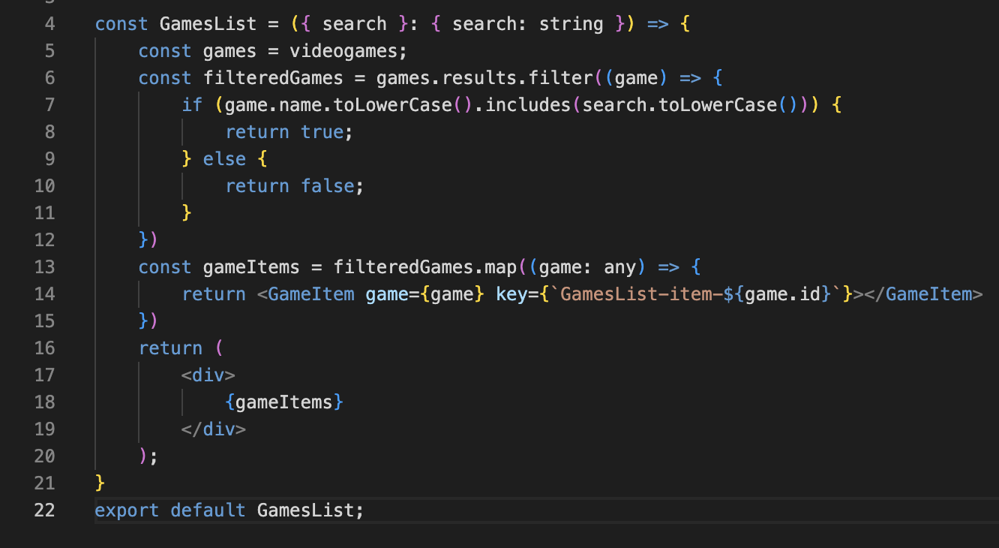 4 const GamesList = ({ search }: { search: string }) => {
5 const games = videogames;
6 const filteredGames = games.results.filter((game) => {
7 if (game.name.toLowerCase().includes(search.toLowerCase())) {
8 return true;
9 } else {
10 return false;
11 }
12 })
13 const gameItems = filteredGames.map((game: any) => {
14 return <GameItem game={game} key={`GamesList-item-${game.id}`}></GameItem>
15 })
16 return (
17 <div>
18 {gameItems}
19 </div>
20 );
21 }
22 export default GamesList;